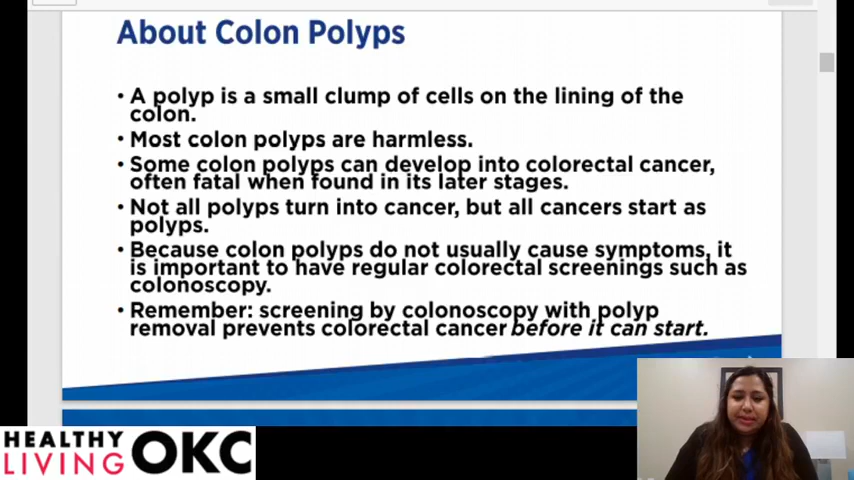 About Colon Polyps
• A polyp is a small clump of cells on the lining of the
colon.
• Most colon polyps are harmless.
• Some colon polyps can develop into colorectal cancer,
often fatal when found in its later stages.
• Not all polyps turn into cancer, but all cancers start as
polyps.
• Because colon polyps do not usually cause symptoms, it
is important to have regular colorectal screenings such as
colonoscopy.
• Remember: screening by colonoscopy with polyp
removal prevents colorectal cancer before it can start.
HEALTHY
LIVING OKC